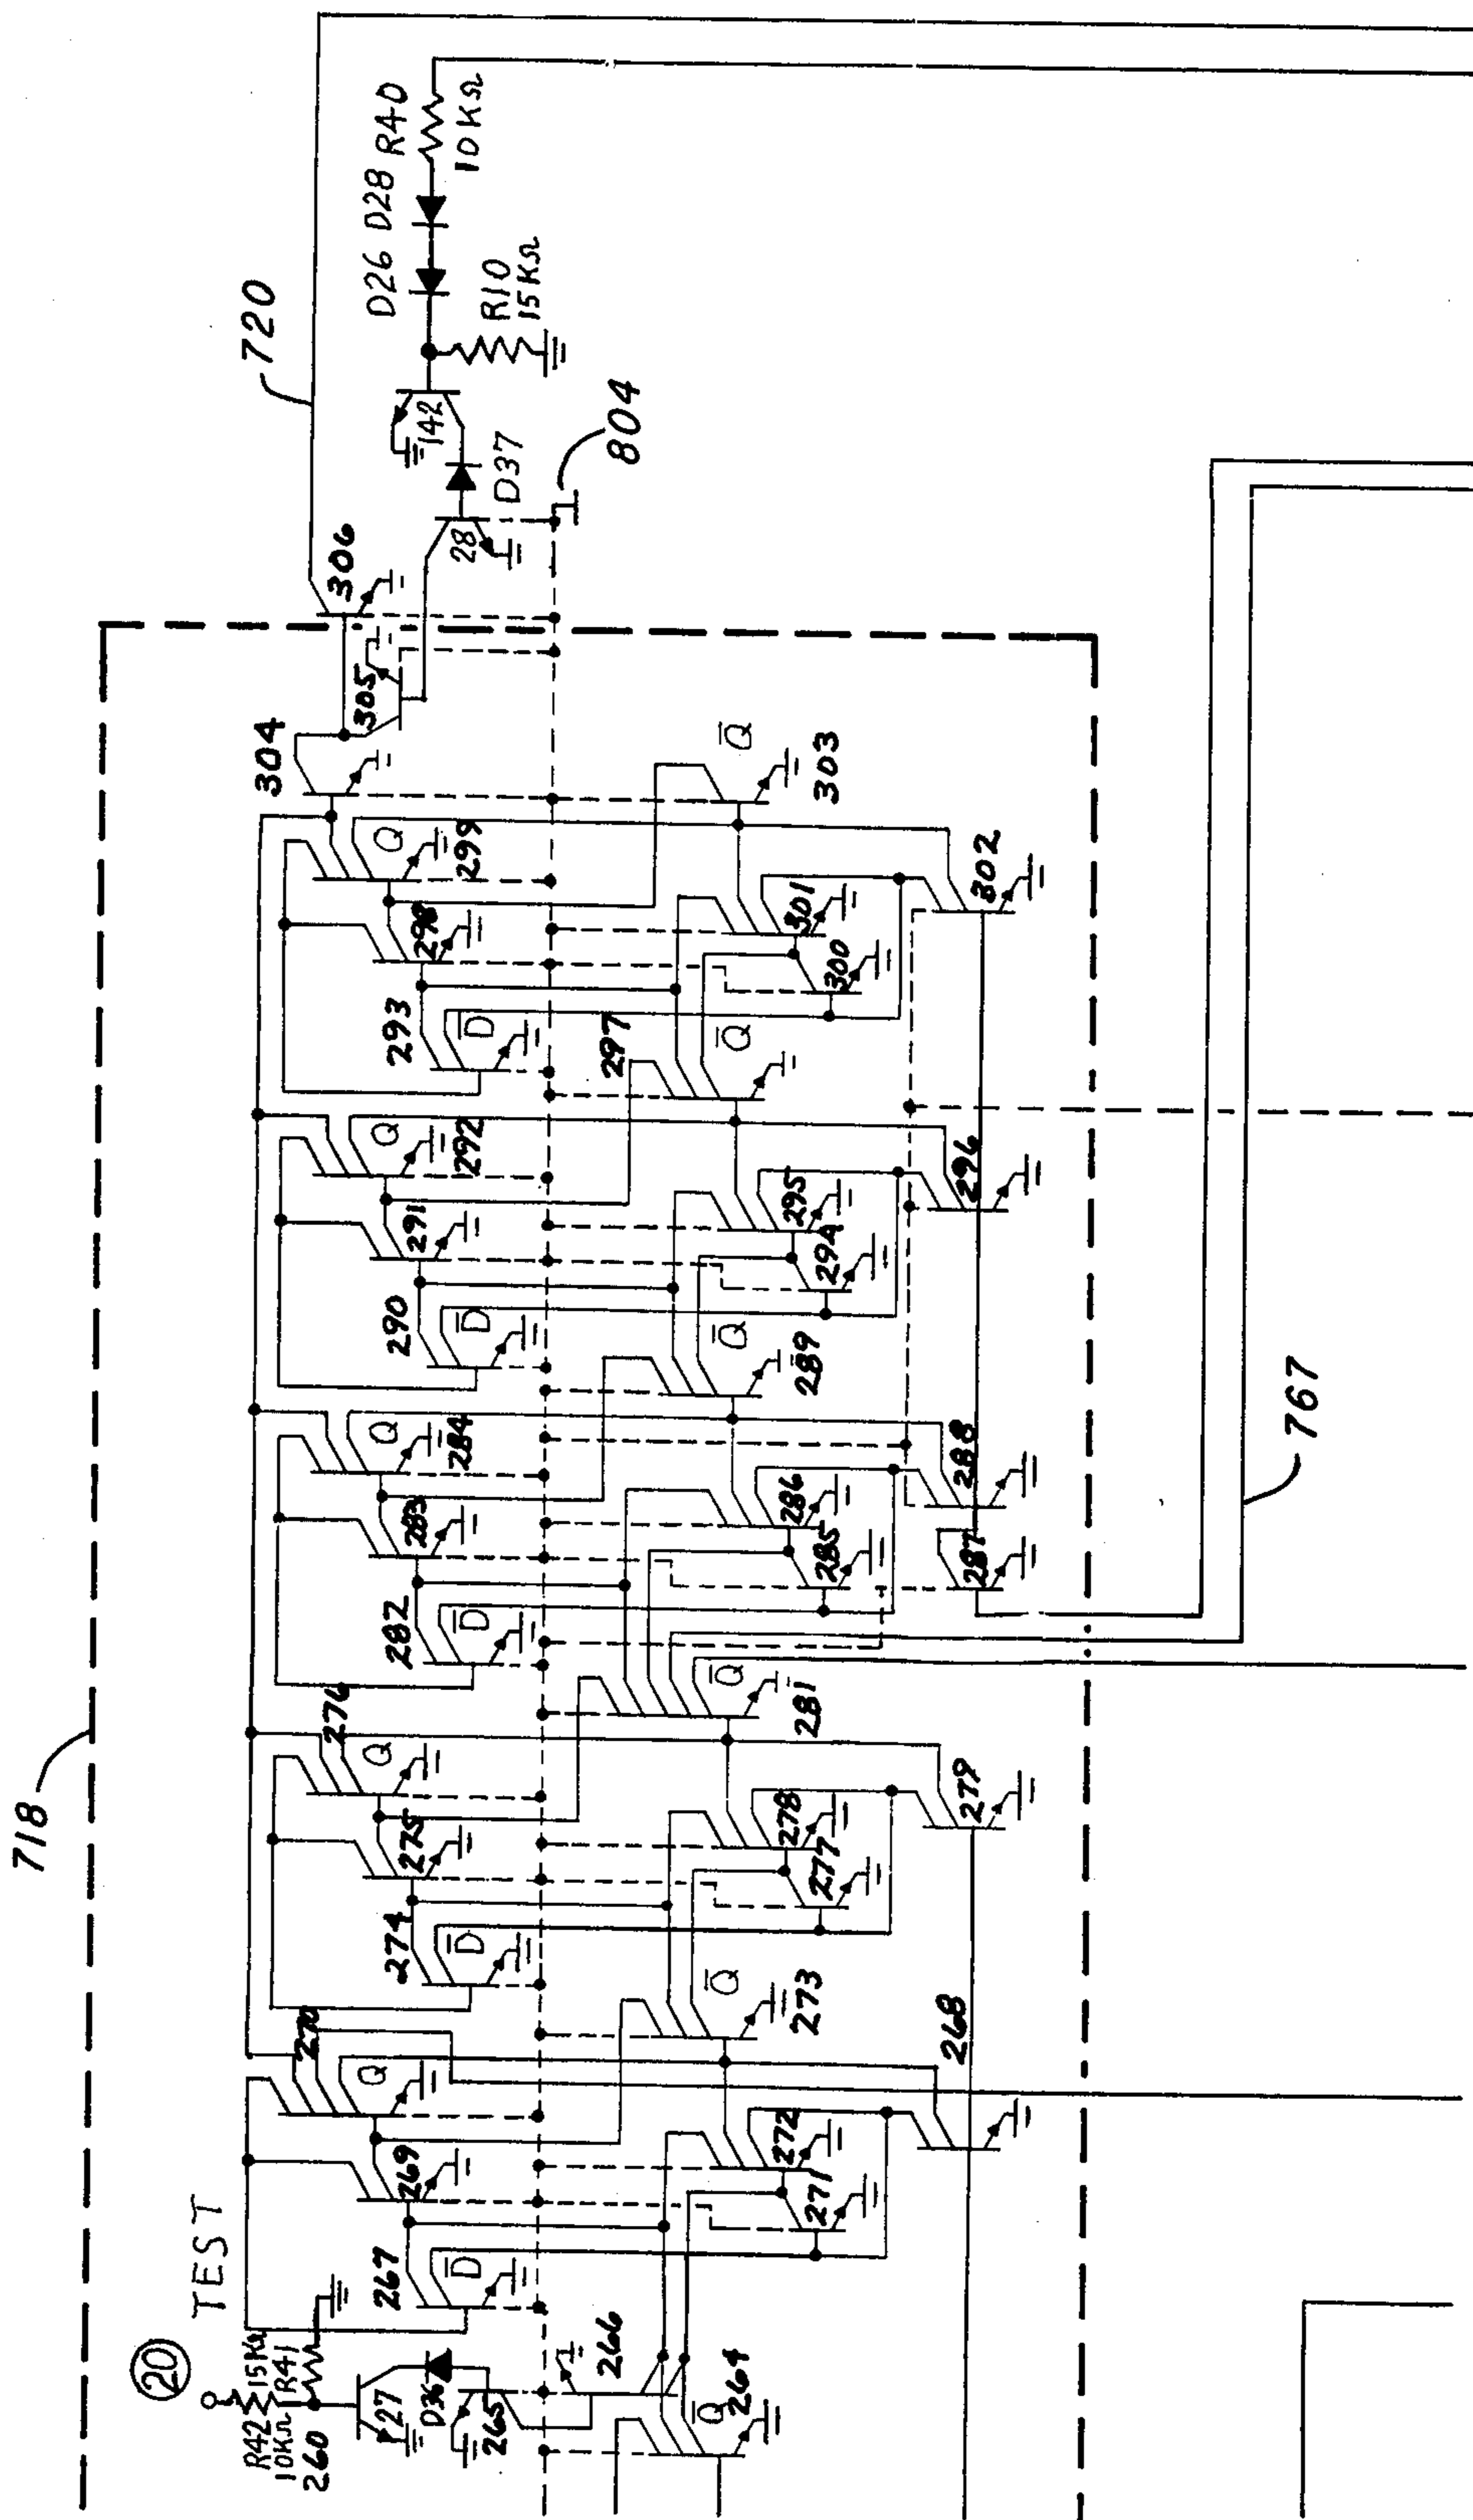 718
720
20
TEST
R42
10KΩ
15KΩ
R41
260
27
D36
265
266
264
Q̅
267
D̅
269
270
Q
271
272
268
273
Q̅
274
D̅
275
276
Q
277
278
279
281
Q̅
282
D̅
283
284
Q
285
286
287
288
289
Q̅
290
D̅
291
292
Q
294
295
296
297
Q̅
293
D̅
298
299
Q
300
301
302
303
Q̅
304
305
306
28
D37
142
804
R10
15KΩ
D26
D28
R40
10KΩ
767